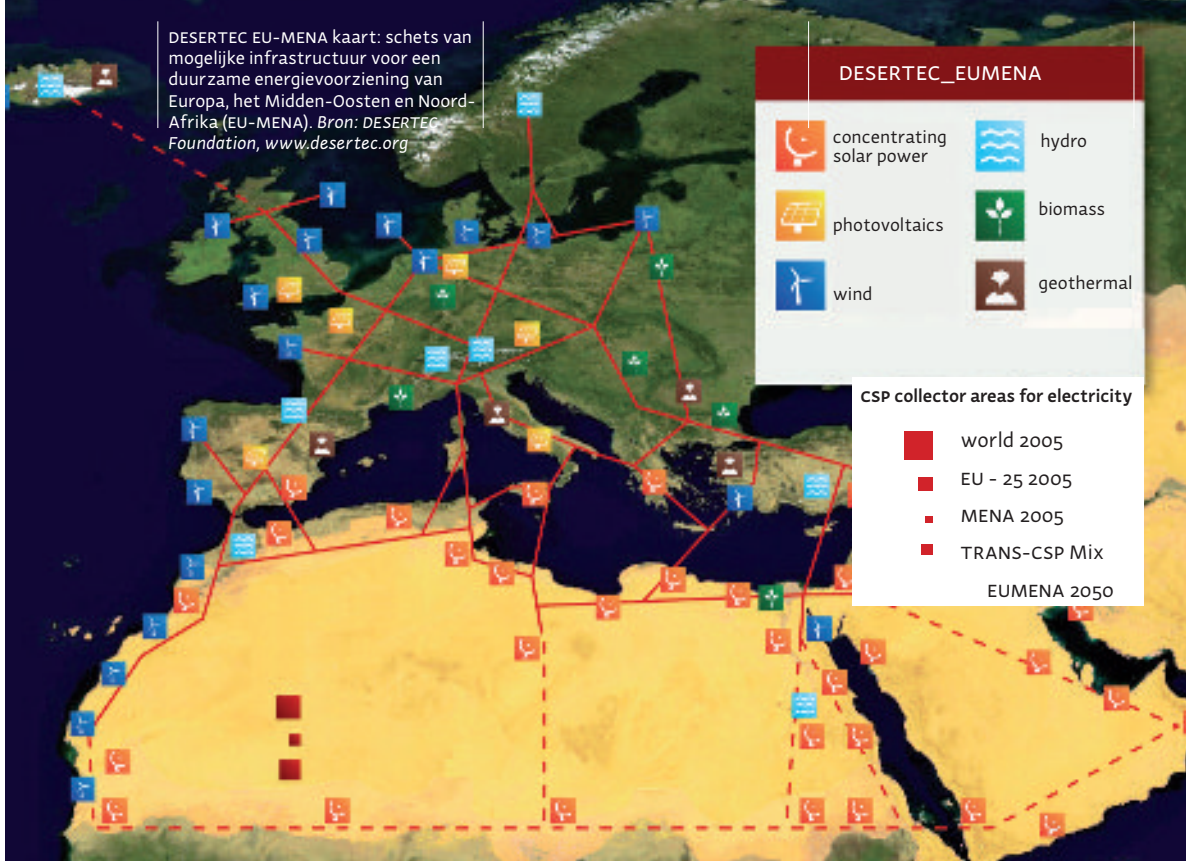 DESERTEC EU-MENA kaart: schets van
mogelijke infrastructuur voor een
duurzame energievoorziening van
Europa, het Midden-Oosten en Noord-
Afrika (EU-MENA). Bron: DESERTEC
Foundation, www.desertec.org
DESERTEC_EUMENA
concentrating
solar power
photovoltaics
wind
hydro
biomass
geothermal
CSP collector areas for electricity
world 2005
EU - 25 2005
MENA 2005
TRANS-CSP Mix
EUMENA 2050